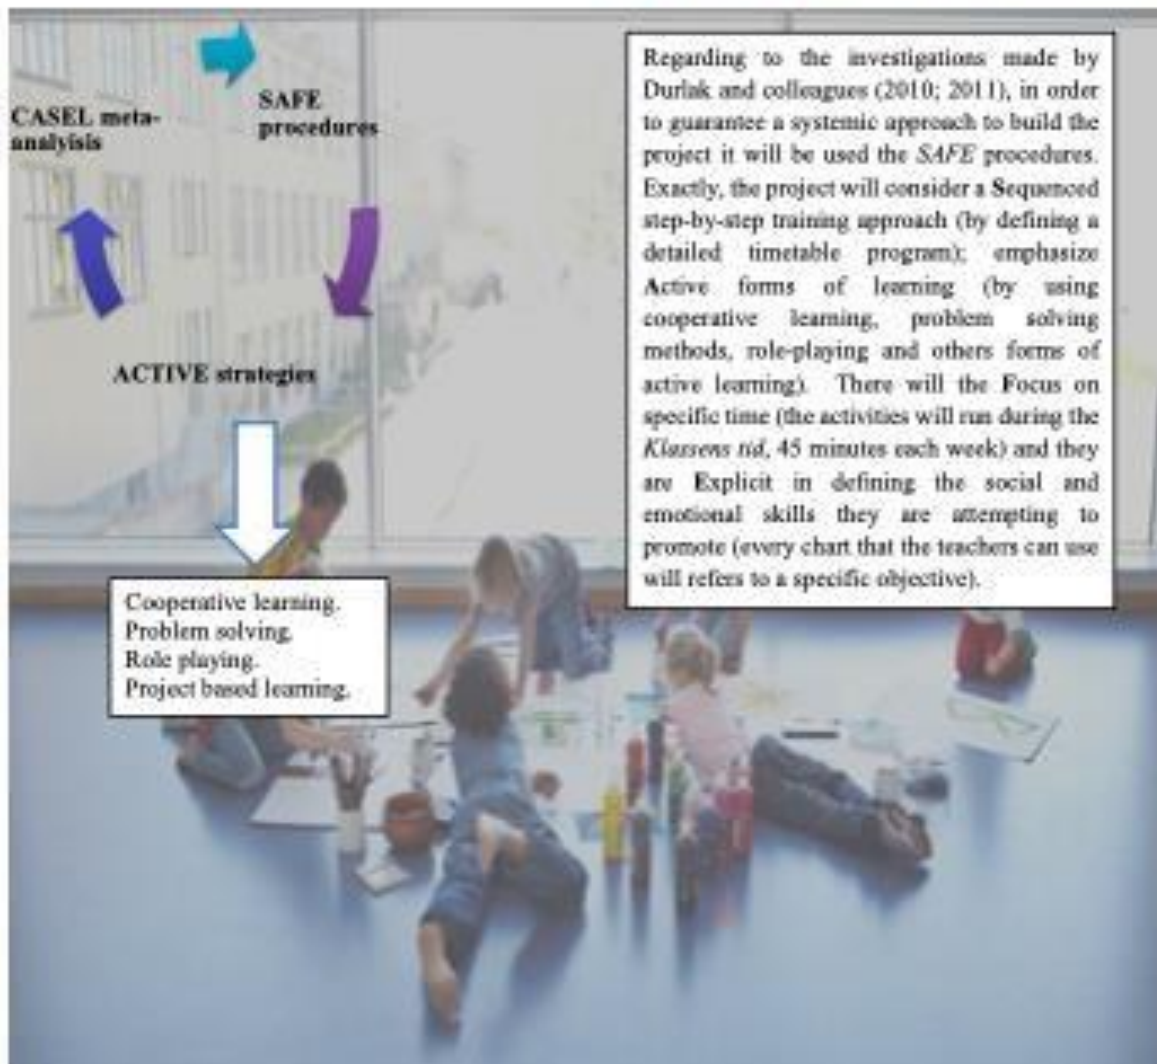 CASEL meta-
analyisis
SAFE
procedures
ACTIVE strategies
Cooperative learning.
Problem solving.
Role playing.
Project based learning.
Regarding to the investigations made by
Durlak and colleagues (2010; 2011), in order
to guarantee a systemic approach to build the
project it will be used the SAFE procedures.
Exactly, the project will consider a Sequenced
step-by-step training approach (by defining a
detailed timetable program); emphasize
Active forms of learning (by using
cooperative learning, problem solving
methods, role-playing and others forms of
active learning). There will the Focus on
specific time (the activities will run during the
Klassens tid, 45 minutes each week) and they
are Explicit in defining the social and
emotional skills they are attempting to
promote (every chart that the teachers can use
will refers to a specific objective).